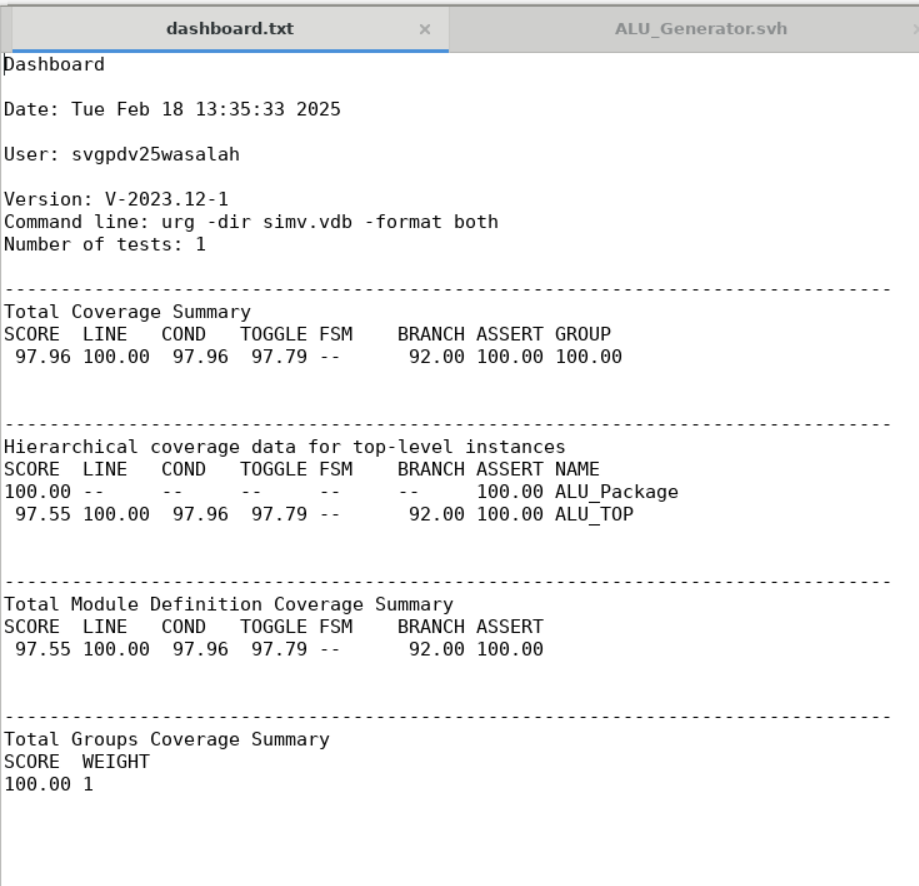 dashboard.txt ×
ALU_Generator.svh
Dashboard
Date: Tue Feb 18 13:35:33 2025
User: svgpdv25wasalah
Version: V-2023.12-1
Command line: urg -dir simv.vdb -format both
Number of tests: 1
-------------------------------------------------------------------------------
Total Coverage Summary
SCORE  LINE   COND   TOGGLE FSM    BRANCH ASSERT GROUP
 97.96 100.00  97.96  97.79 --      92.00 100.00 100.00
-------------------------------------------------------------------------------
Hierarchical coverage data for top-level instances
SCORE  LINE   COND   TOGGLE FSM    BRANCH ASSERT NAME
100.00 --     --     --     --     --     100.00 ALU_Package
 97.55 100.00  97.96  97.79 --      92.00 100.00 ALU_TOP
-------------------------------------------------------------------------------
Total Module Definition Coverage Summary
SCORE  LINE   COND   TOGGLE FSM    BRANCH ASSERT
 97.55 100.00  97.96  97.79 --      92.00 100.00
-------------------------------------------------------------------------------
Total Groups Coverage Summary
SCORE  WEIGHT
100.00 1